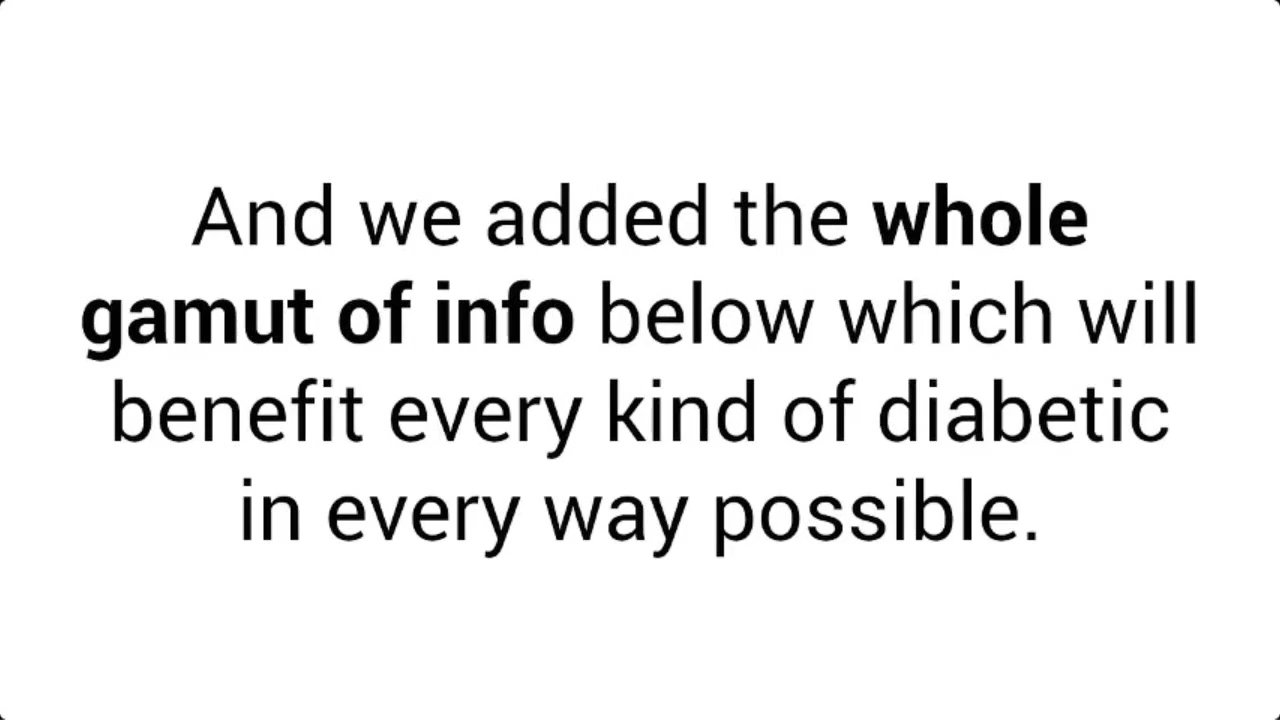 And we added the whole
gamut of info below which will
benefit every kind of diabetic
in every way possible.